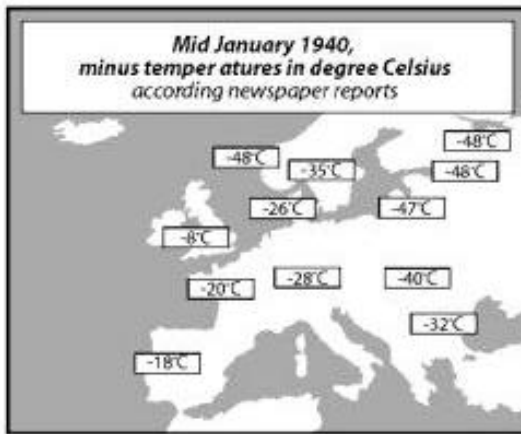 Mid January 1940,
minus temper atures in degree Celsius
according newspaper reports
-48°C
-48°C
-35°C
-48°C
-26°C
-47°C
-8°C
-28°C
-40°C
-20°C
-32°C
-18°C